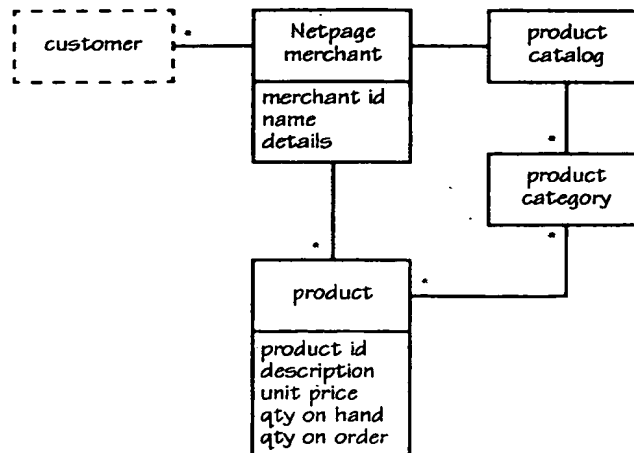 customer
*
Netpage
merchant
merchant id
name
details
product
catalog
*
product
category
*
*
*
product
product id
description
unit price
qty on hand
qty on order